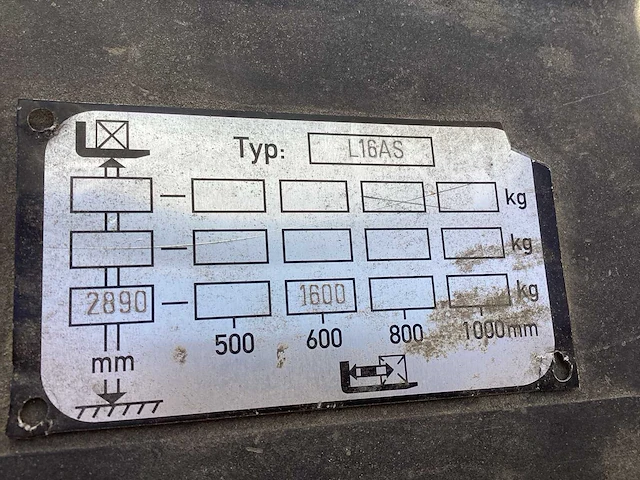 Typ: L16AS
kg
kg
2890 1600 kg
500 600 800 1000mm
mm